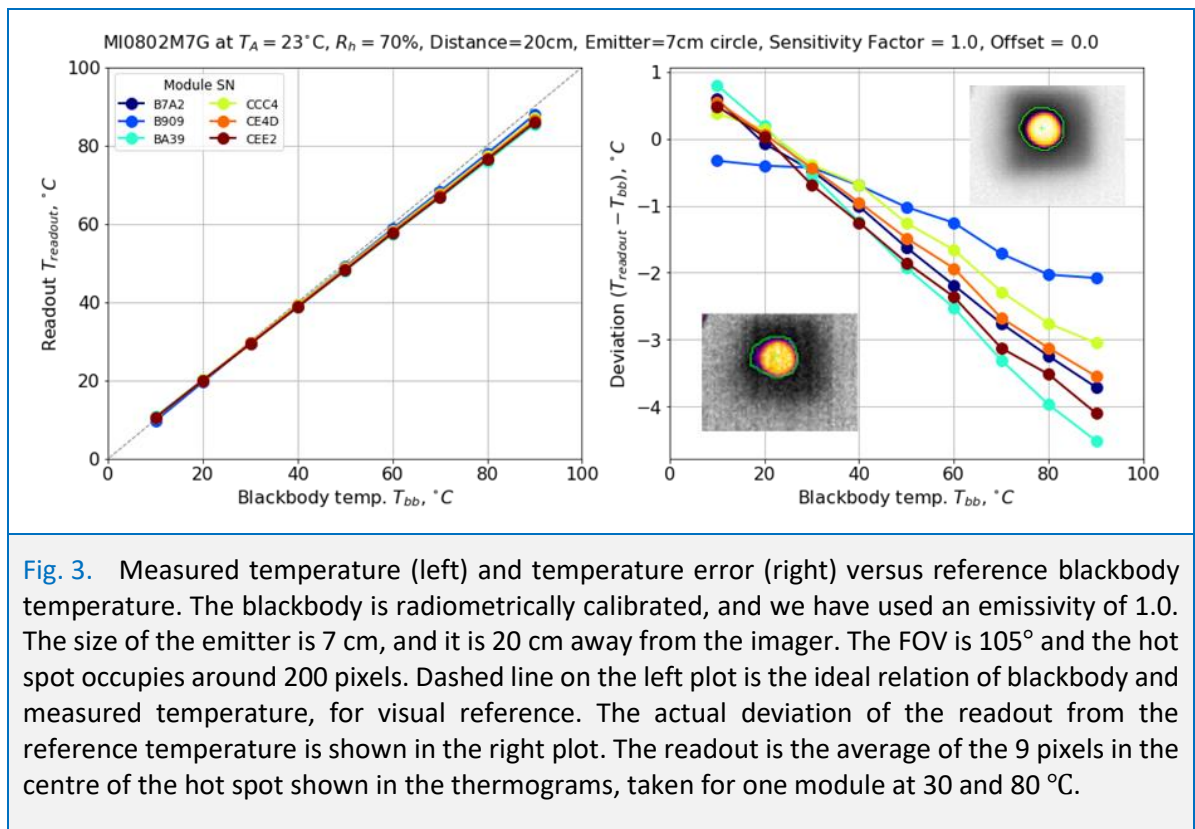 MI0802M7G at T_A = 23°C, R_h = 70%, Distance=20cm, Emitter=7cm circle, Sensitivity Factor = 1.0, Offset = 0.0
100
80
60
40
20
0
Readout T_readout, °C
Module SN
B7A2 CCC4
B909 CE4D
BA39 CEE2
0 20 40 60 80 100
Blackbody temp. T_bb, °C
1
0
−1
−2
−3
−4
Deviation (T_readout − T_bb), °C
0 20 40 60 80 100
Blackbody temp. T_bb, °C
Fig. 3. Measured temperature (left) and temperature error (right) versus reference blackbody
temperature. The blackbody is radiometrically calibrated, and we have used an emissivity of 1.0.
The size of the emitter is 7 cm, and it is 20 cm away from the imager. The FOV is 105° and the hot
spot occupies around 200 pixels. Dashed line on the left plot is the ideal relation of blackbody and
measured temperature, for visual reference. The actual deviation of the readout from the
reference temperature is shown in the right plot. The readout is the average of the 9 pixels in the
centre of the hot spot shown in the thermograms, taken for one module at 30 and 80 °C.